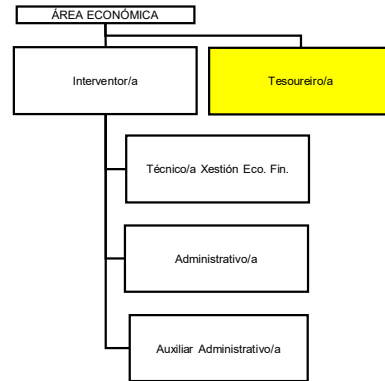 ÁREA ECONÓMICA
Interventor/a
Tesoureiro/a
Técnico/a Xestión Eco. Fin.
Administrativo/a
Auxiliar Administrativo/a